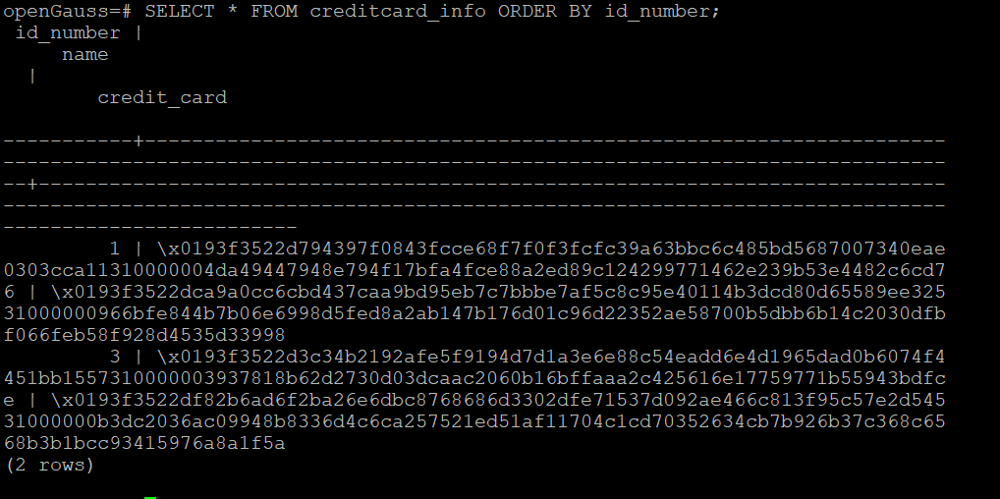 openGauss=# SELECT * FROM creditcard_info ORDER BY id_number;
id_number |
name
|
credit_card
-----------+--------------------------------------------------------------------
--------------------------------------------------------------------------------
--+-----------------------------------------------------------------------------
--------------------------------------------------------------------------------
-------------------------
1 | \x0193f3522d794397f0843fcce68f7f0f3fcfc39a63bbc6c485bd5687007340eae
0303cca11310000004da49447948e794f17bfa4fce88a2ed89c124299771462e239b53e4482c6cd7
6 | \x0193f3522dca9a0cc6cbd437caa9bd95eb7c7bbbe7af5c8c95e40114b3dcd80d65589ee325
31000000966bfe844b7b06e6998d5fed8a2ab147b176d01c96d22352ae58700b5dbb6b14c2030dfb
f066feb58f928d4535d33998
3 | \x0193f3522d3c34b2192afe5f9194d7d1a3e6e88c54eadd6e4d1965dad0b6074f4
451bb1557310000003937818b62d2730d03dcaac2060b16bffaaa2c425616e17759771b55943bdfc
e | \x0193f3522df82b6ad6f2ba26e6dbc8768686d3302dfe71537d092ae466c813f95c57e2d545
31000000b3dc2036ac09948b8336d4c6ca257521ed51af11704c1cd70352634cb7b926b37c368c65
68b3b1bcc93415976a8a1f5a
(2 rows)